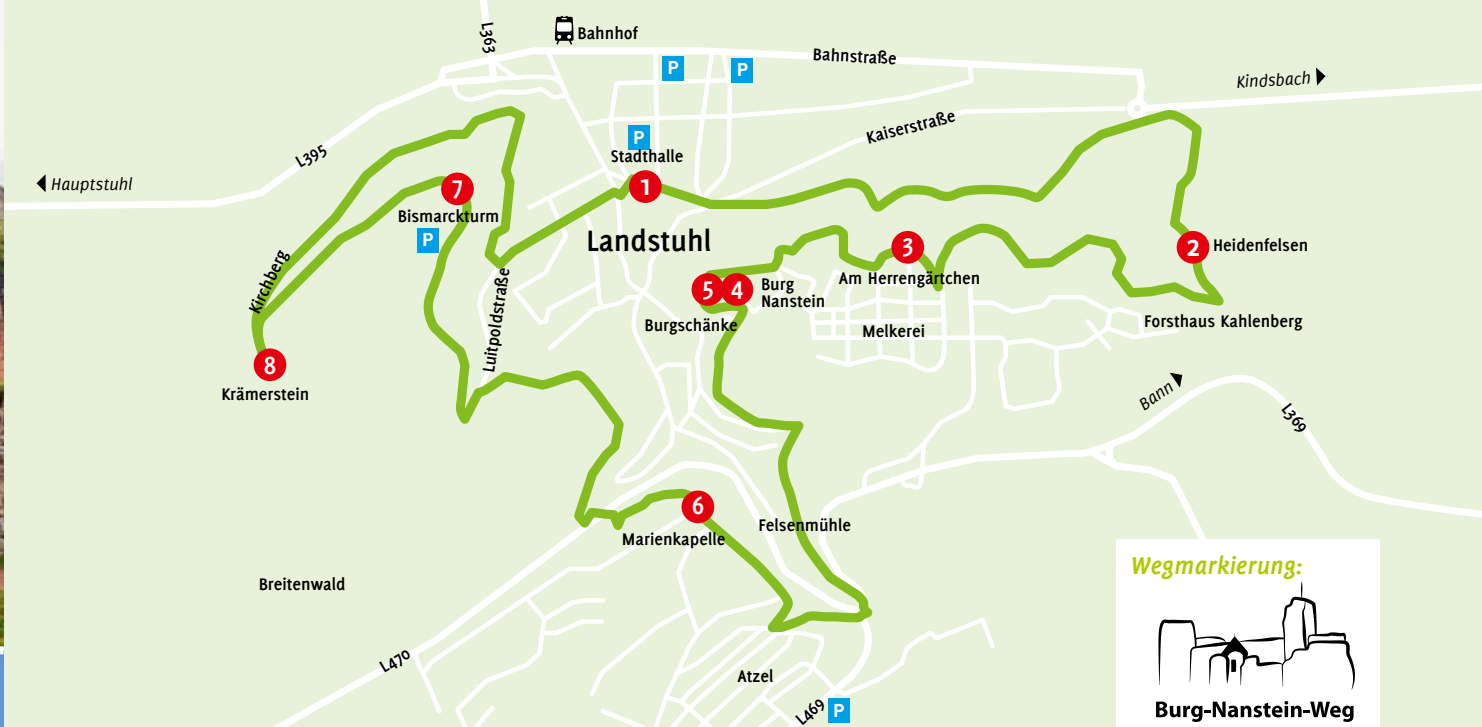 L363
Bahnhof
Bahnstraße
P
P
Kindsbach
Kaiserstraße
P
Stadthalle
1
L395
Hauptstuhl
7
Bismarckturm
P
Landstuhl
3
Am Herrengärtchen
2
Heidenfelsen
Kirchberg
Luitpoldstraße
5
4
Burg
Nanstein
Burgschänke
Melkerei
Forsthaus Kahlenberg
8
Krämerstein
Bann
L369
6
Marienkapelle
Felsenmühle
Breitenwald
L470
Atzel
L469
P
Wegmarkierung:
Burg-Nanstein-Weg